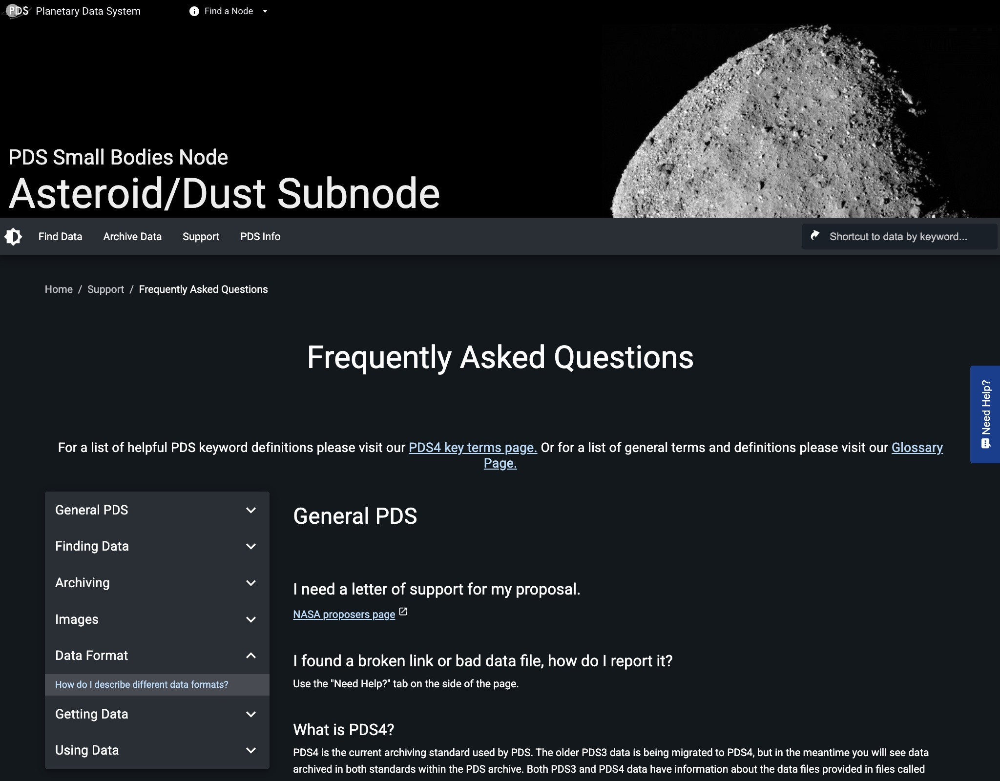 PDS Planetary Data System
Find a Node
PDS Small Bodies Node
Asteroid/Dust Subnode
Find Data
Archive Data
Support
PDS Info
Shortcut to data by keyword...
Home / Support / Frequently Asked Questions
Frequently Asked Questions
Need Help?
For a list of helpful PDS keyword definitions please visit our PDS4 key terms page. Or for a list of general terms and definitions please visit our Glossary
Page.
General PDS
Finding Data
Archiving
Images
Data Format
How do I describe different data formats?
Getting Data
Using Data
General PDS
I need a letter of support for my proposal.
NASA proposers page
I found a broken link or bad data file, how do I report it?
Use the "Need Help?" tab on the side of the page.
What is PDS4?
PDS4 is the current archiving standard used by PDS. The older PDS3 data is being migrated to PDS4, but in the meantime you will see data
archived in both standards within the PDS archive. Both PDS3 and PDS4 data have information about the data files provided in files called